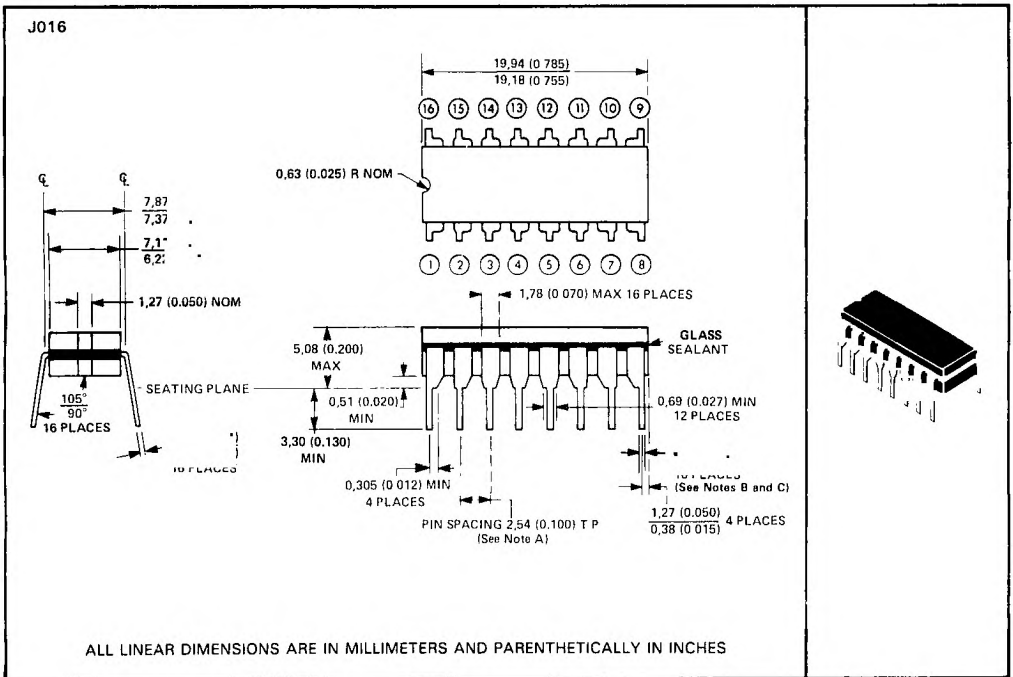 J016
19,94 (0 785)
19,18 (0 755)
16 15 14 13 12 11 10 9
0,63 (0.025) R NOM
1 2 3 4 5 6 7 8
℄ ℄
7,87
7,37
6,2
1,27 (0.050) NOM
105°
90°
16 PLACES
SEATING PLANE
1,78 (0 070) MAX 16 PLACES
5,08 (0.200)
MAX
GLASS
SEALANT
0,51 (0.020)
MIN
0,69 (0.027) MIN
12 PLACES
3,30 (0.130)
MIN
0,305 (0 012) MIN
4 PLACES
PIN SPACING 2,54 (0.100) T P
(See Note A)
(See Notes B and C)
1,27 (0.050)
0,38 (0 015)
4 PLACES
ALL LINEAR DIMENSIONS ARE IN MILLIMETERS AND PARENTHETICALLY IN INCHES